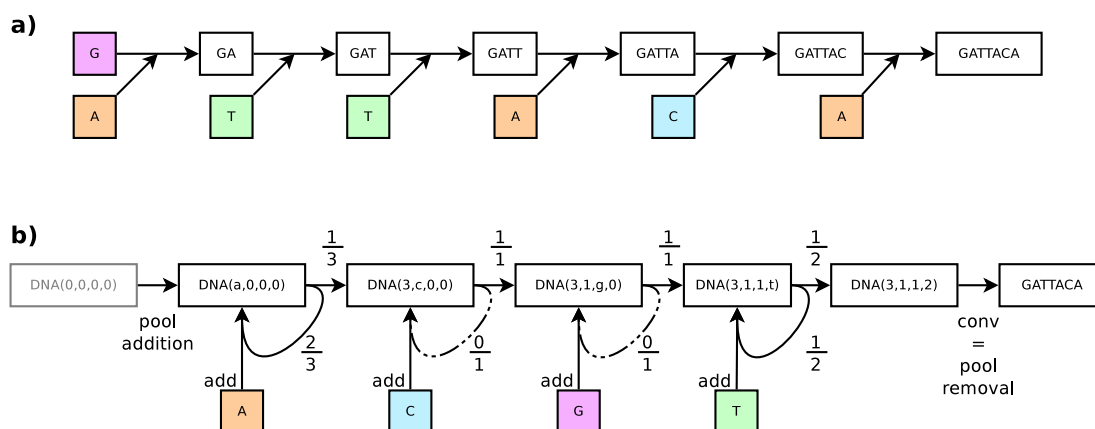 a)
G GA GAT GATT GATTA GATTAC GATTACA
A T T A C A
b)
1/3 1/1 1/1 1/2
DNA(0,0,0,0) DNA(a,0,0,0) DNA(3,c,0,0) DNA(3,1,g,0) DNA(3,1,1,t) DNA(3,1,1,2) GATTACA
pool
addition
2/3 0/1 0/1 1/2
conv
=
pool
removal
add add add add
A C G T